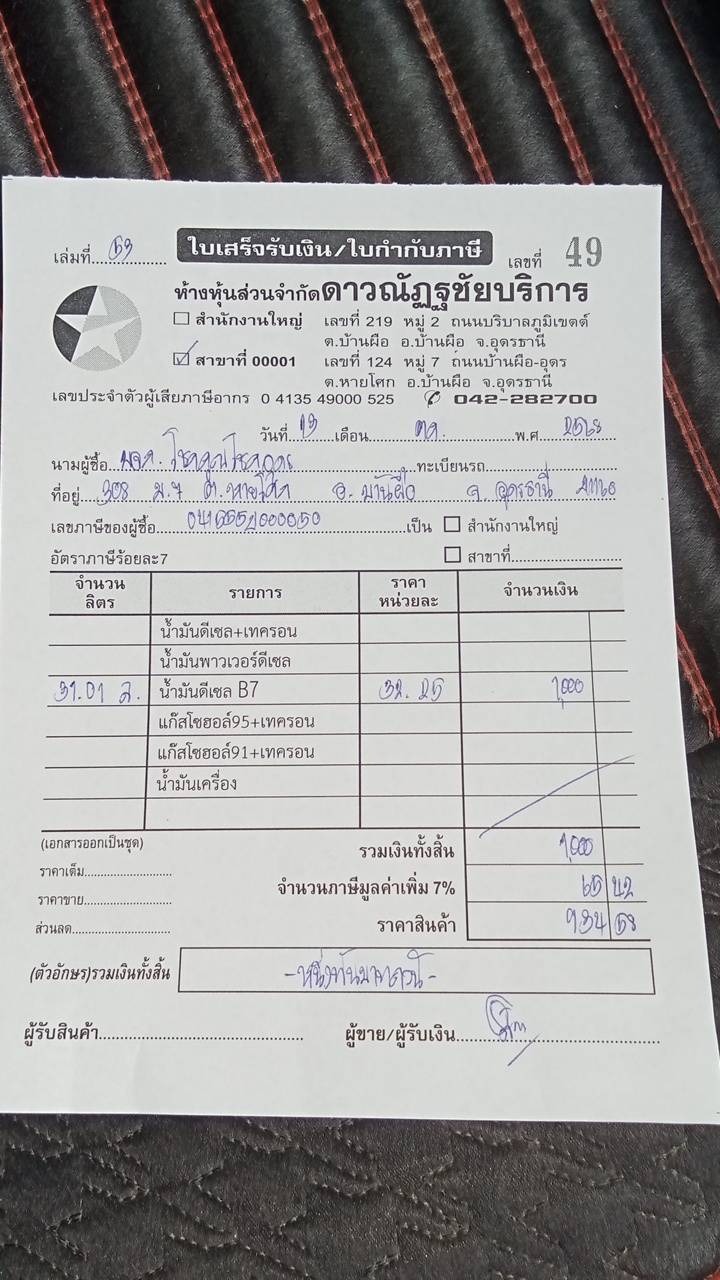 ใบเสร็จรับเงิน/ใบกำกับภาษี
เล่มที่ 53 เลขที่ 49
ห้างหุ้นส่วนจำกัดดาวณัฏฐชัยบริการ
สำนักงานใหญ่ เลขที่ 219 หมู่ 2 ถนนบริบาลภูมิเขตต์
ต.บ้านผือ อ.บ้านผือ จ.อุดรธานี
สาขาที่ 00001 เลขที่ 124 หมู่ 7 ถนนบ้านผือ-อุดร
ต.หายโศก อ.บ้านผือ จ.อุดรธานี
เลขประจำตัวผู้เสียภาษีอากร 0 4135 49000 525 042-282700
วันที่ 13 เดือน ตค. พ.ศ 2568
นามผู้ซื้อ หจก. ทะเบียนรถ
ที่อยู่ 308 ม.7 ต.หายโศก อ.บ้านผือ จ.อุดรธานี 41160
เลขภาษีของผู้ซื้อ เป็น สำนักงานใหญ่
อัตราภาษีร้อยละ7 สาขาที่
จำนวน ลิตร รายการ ราคา หน่วยละ จำนวนเงิน
น้ำมันดีเซล+เทครอน
น้ำมันพาวเวอร์ดีเซล
31.01 ล. น้ำมันดีเซล B7 32.25 1,000
แก๊สโซฮอล์95+เทครอน
แก๊สโซฮอล์91+เทครอน
น้ำมันเครื่อง
(เอกสารออกเป็นชุด) รวมเงินทั้งสิ้น 1,000
ราคาเต็ม
จำนวนภาษีมูลค่าเพิ่ม 7% 65 42
ราคาขาย
ราคาสินค้า 934 58
ส่วนลด
(ตัวอักษร)รวมเงินทั้งสิ้น -หนึ่งพันบาทถ้วน-
ผู้รับสินค้า ผู้ขาย/ผู้รับเงิน